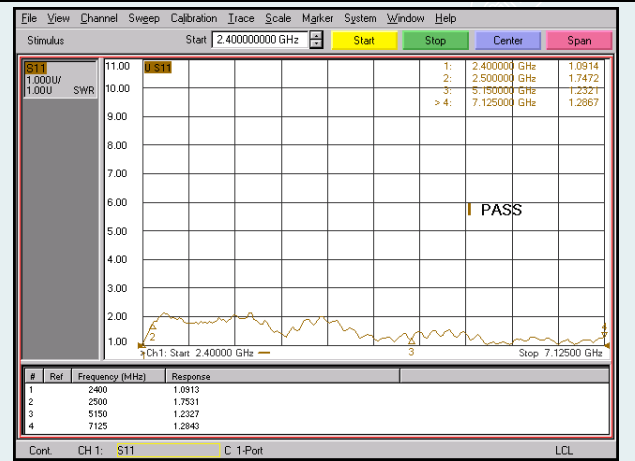 File View Channel Sweep Calibration Trace Scale Marker System Window Help
Stimulus Start 2.400000000 GHz Start Stop Center Span
S11
1.000U/
1.00U SWR
11.00 U S11
10.00
9.00
8.00
7.00
6.00
5.00
4.00
3.00
2.00
1.00
1: 2.400000 GHz 1.0914
2: 2.500000 GHz 1.7472
3: 5.150000 GHz 1.2321
> 4: 7.125000 GHz 1.2867
PASS
2
3
4
>Ch1: Start 2.40000 GHz Stop 7.12500 GHz
# Ref Frequency (MHz) Response
1 2400 1.0913
2 2500 1.7531
3 5150 1.2327
4 7125 1.2843
Cont. CH 1: S11 C 1-Port LCL